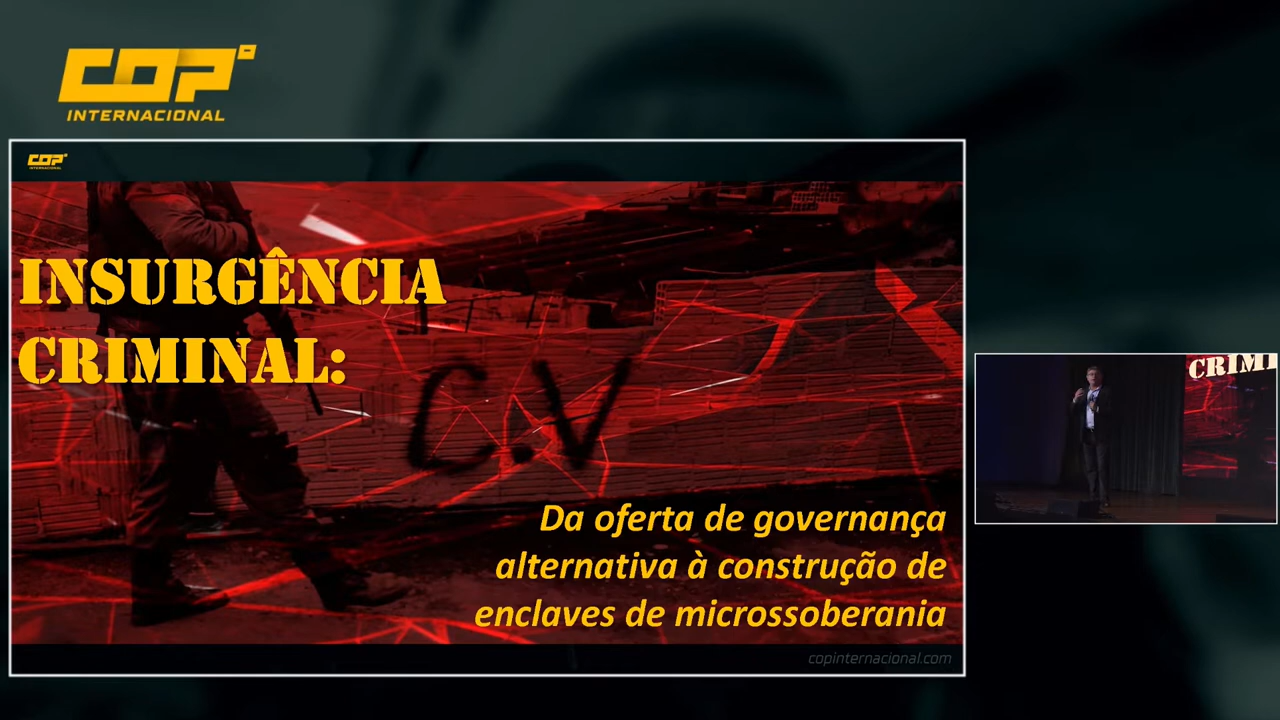 COP
INTERNACIONAL
COP
INTERNACIONAL
INSURGÊNCIA
CRIMINAL:
C.V
Da oferta de governança
alternativa à construção de
enclaves de microssoberania
copinternacional.com
CRIMI